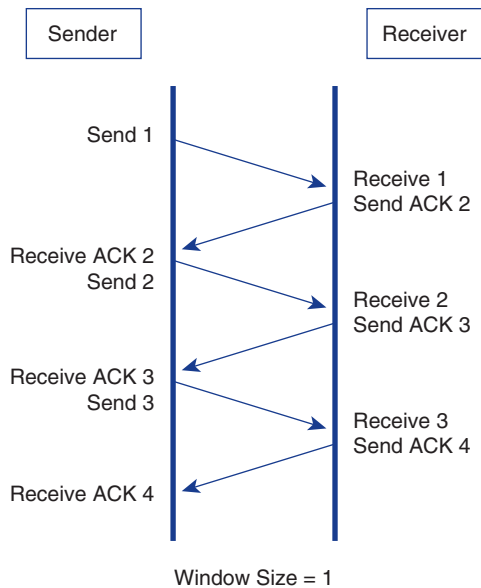 Sender
Receiver
Send 1
Receive 1
Send ACK 2
Receive ACK 2
Send 2
Receive 2
Send ACK 3
Receive ACK 3
Send 3
Receive 3
Send ACK 4
Receive ACK 4
Window Size = 1